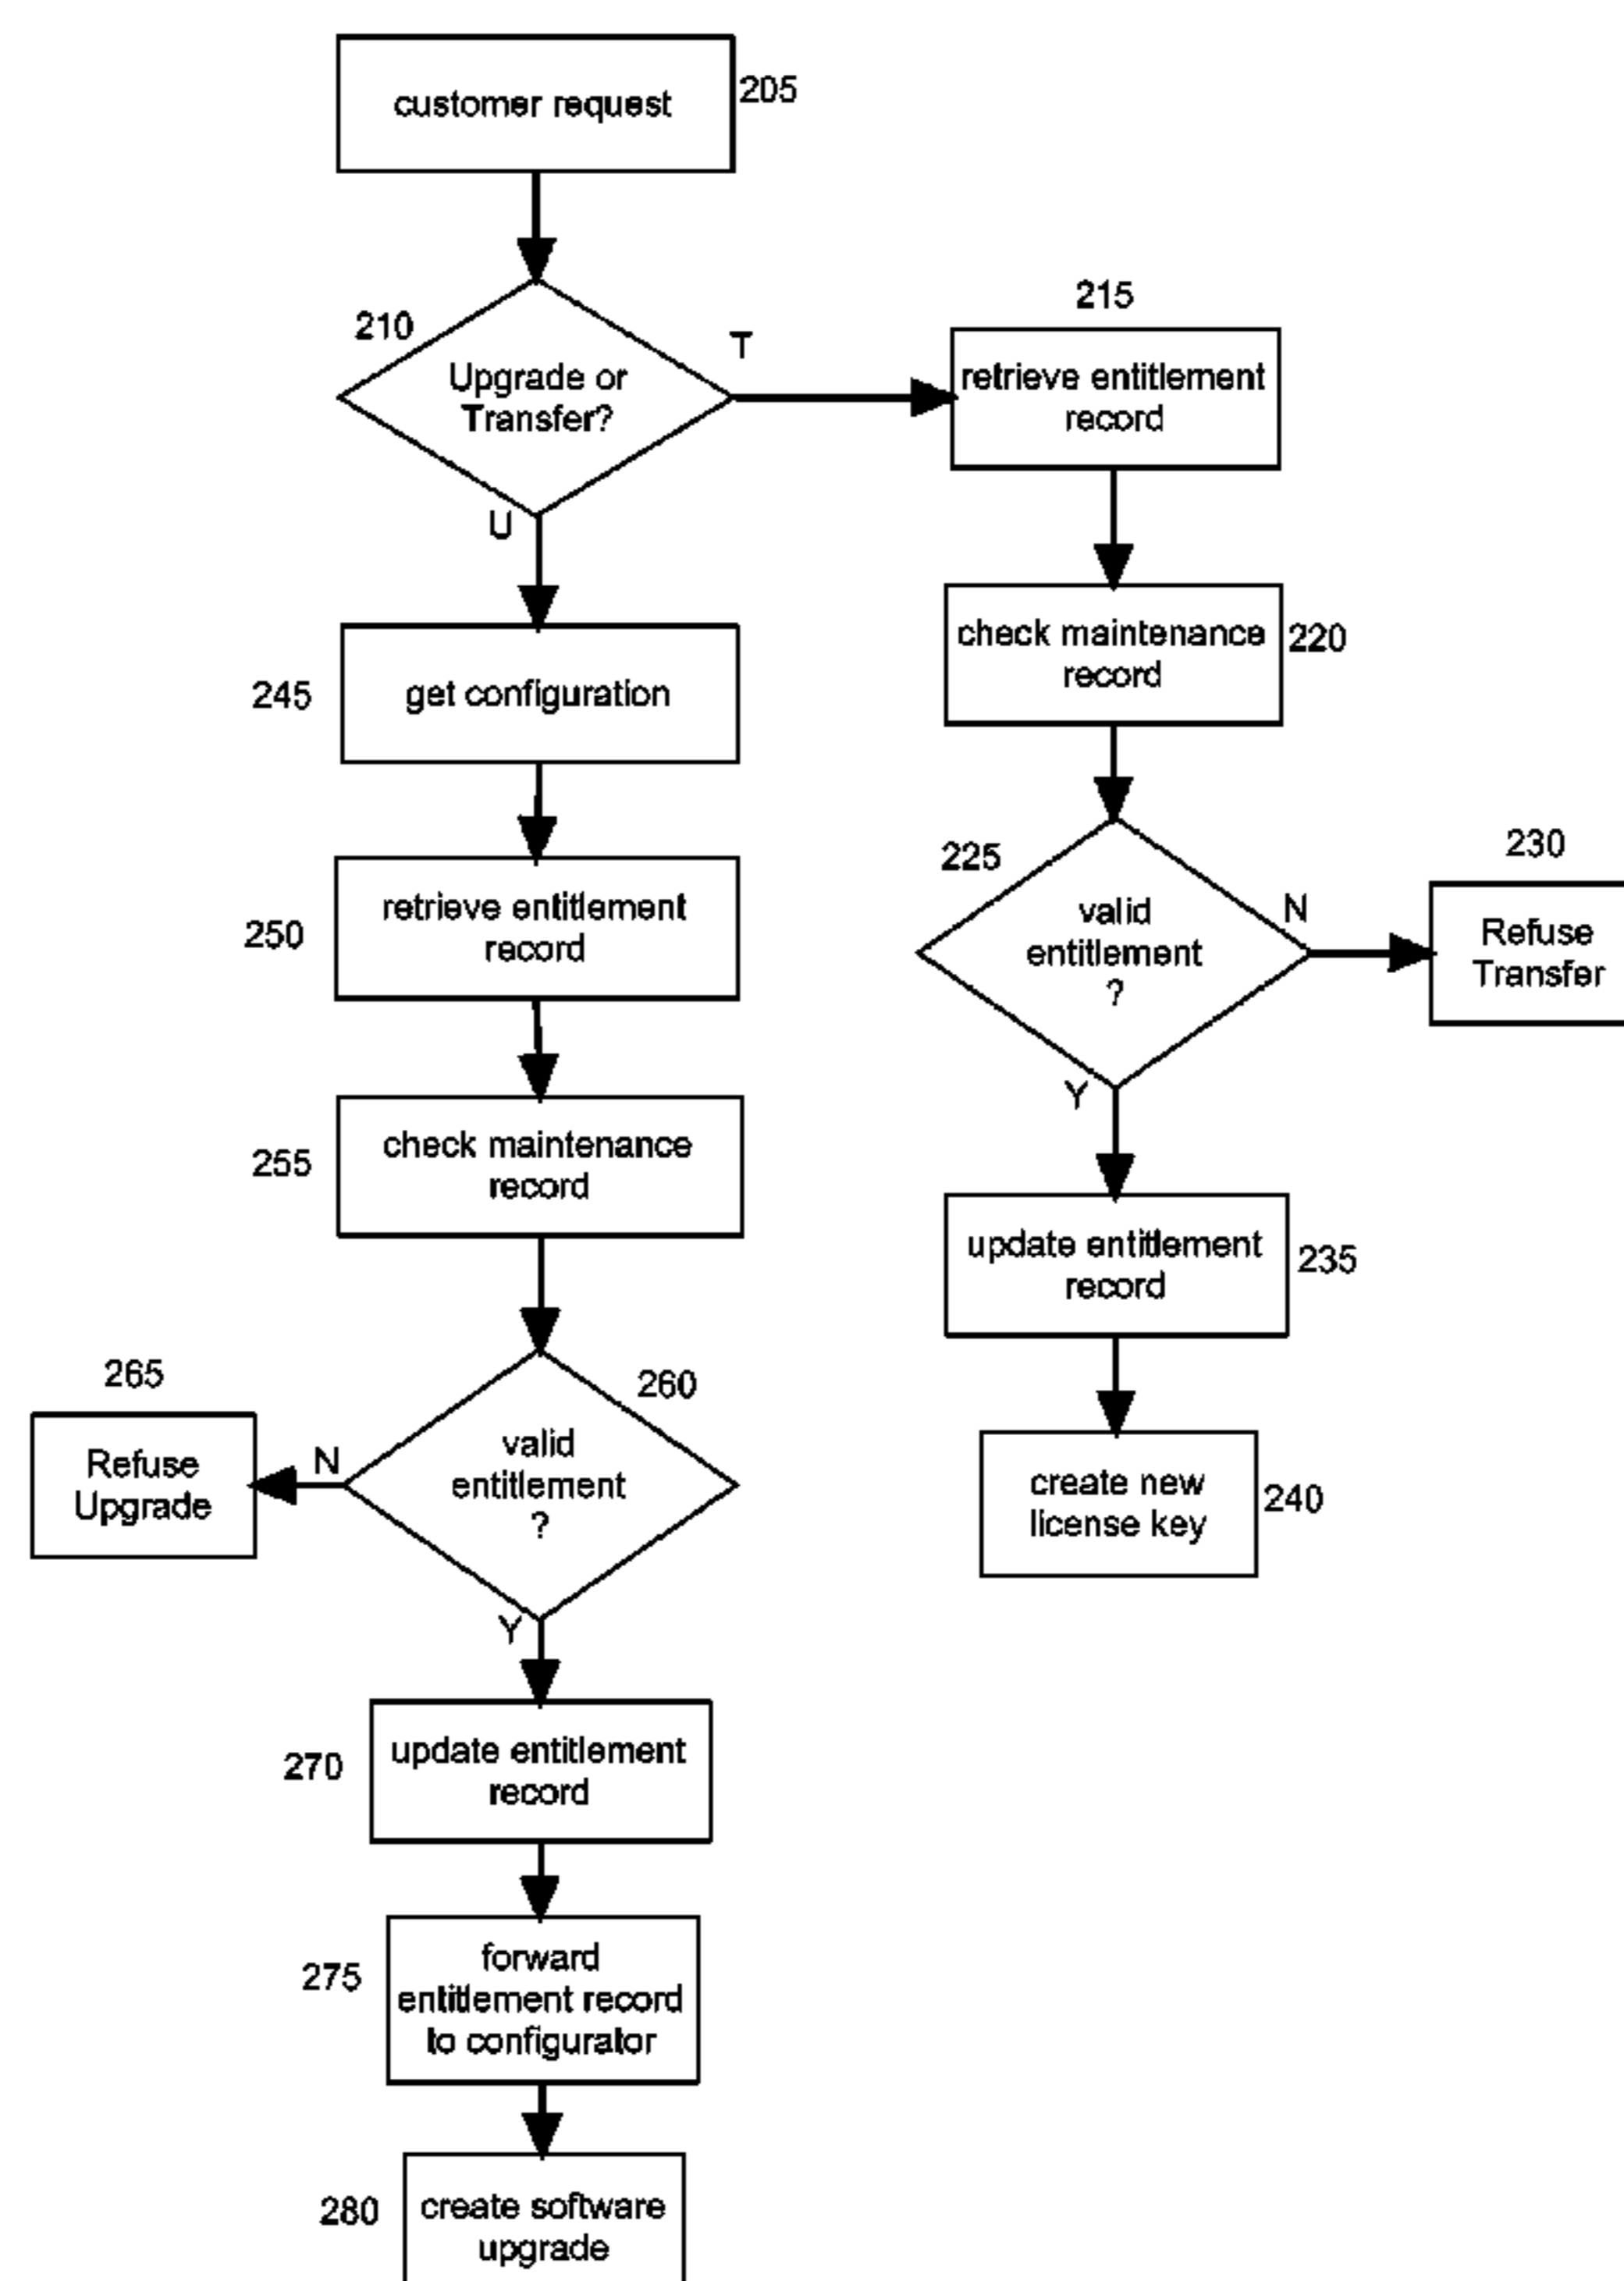 customer request
205
210
Upgrade or
Transfer?
T
U
215
retrieve entitlement
record
check maintenance
record
220
225
valid
entitlement
?
N
Y
230
Refuse
Transfer
update entitlement
record
235
create new
license key
240
245
get configuration
250
retrieve entitlement
record
255
check maintenance
record
260
valid
entitlement
?
N
Y
265
Refuse
Upgrade
270
update entitlement
record
275
forward
entitlement record
to configurator
280
create software
upgrade